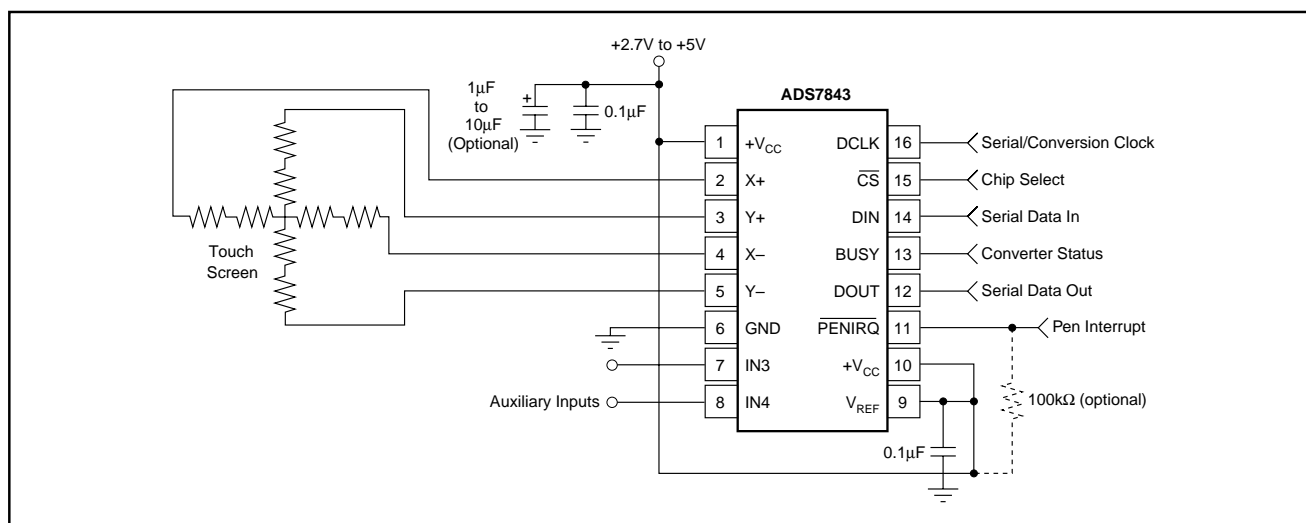 +2.7V to +5V
1µF
to
10µF
(Optional)
+
0.1µF
ADS7843
1 +VCC DCLK 16 Serial/Conversion Clock
2 X+ C̅S̅ 15 Chip Select
3 Y+ DIN 14 Serial Data In
4 X– BUSY 13 Converter Status
5 Y– DOUT 12 Serial Data Out
6 GND P̅E̅N̅I̅R̅Q̅ 11 Pen Interrupt
7 IN3 +VCC 10
Auxiliary Inputs 8 IN4 VREF 9
Touch
Screen
100kΩ (optional)
0.1µF